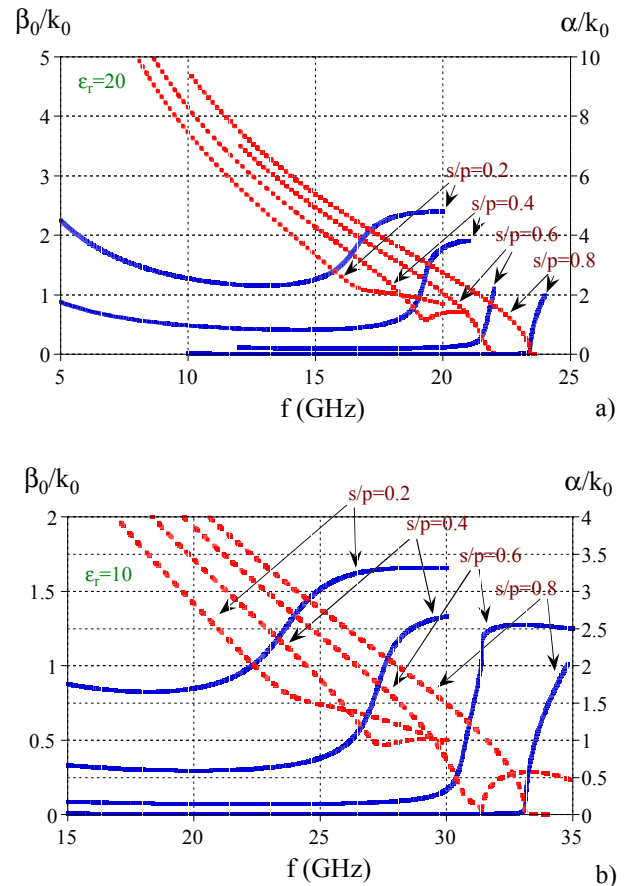 β₀/k₀ α/k₀
5 10
εᵣ=20
4 8
s/p=0.2
3 6
s/p=0.4
2 4
s/p=0.6
s/p=0.8
1 2
0 0
5 10 15 20 25
f (GHz)
a)
β₀/k₀ α/k₀
s/p=0.2
2 4
s/p=0.4
3.5
εᵣ=10
s/p=0.6
1.5 3
s/p=0.8
2.5
1 2
1.5
0.5 1
0.5
0 0
15 20 25 30 35
f (GHz)
b)